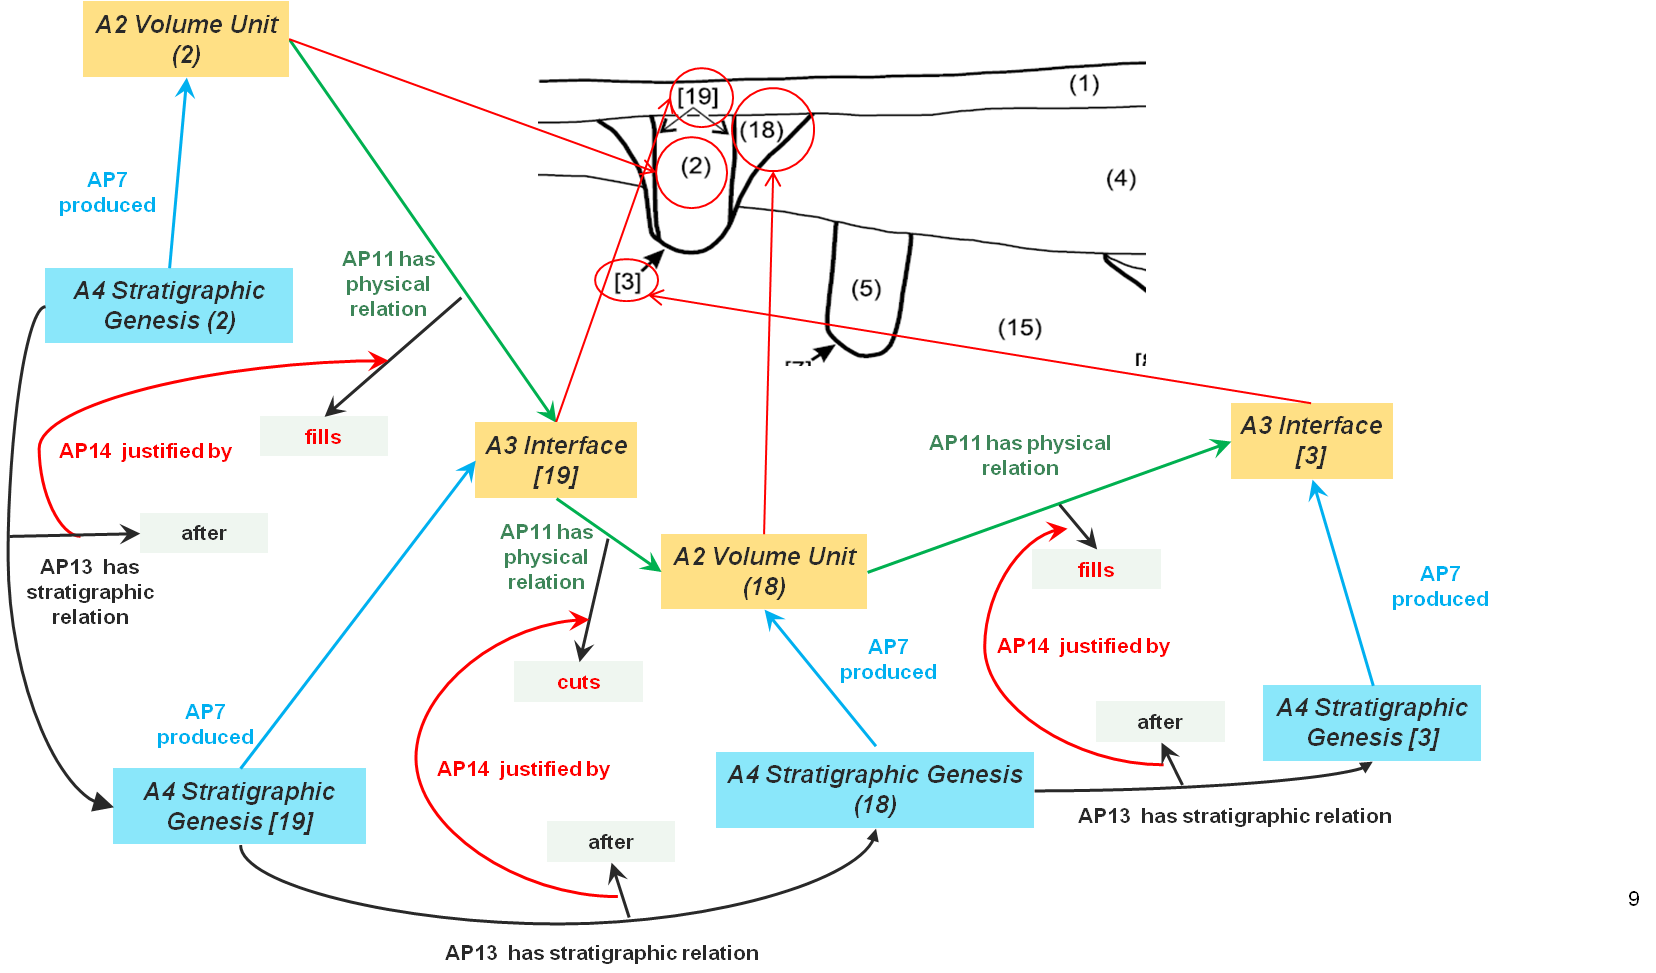 A2 Volume Unit
(2)
[19]
(1)
(18)
(2)
(4)
AP7
produced
AP11 has
physical
relation
[3]
(5)
(15)
A4 Stratigraphic
Genesis (2)
fills
AP14 justified by
A3 Interface
[19]
AP11 has physical
relation
A3 Interface
[3]
after
AP13 has
stratigraphic
relation
AP11 has
physical
relation
A2 Volume Unit
(18)
fills
AP7
produced
cuts
AP7
produced
AP14 justified by
AP7
produced
after
A4 Stratigraphic
Genesis [3]
A4 Stratigraphic
Genesis [19]
AP14 justified by
A4 Stratigraphic Genesis
(18)
AP13 has stratigraphic relation
after
AP13 has stratigraphic relation
9